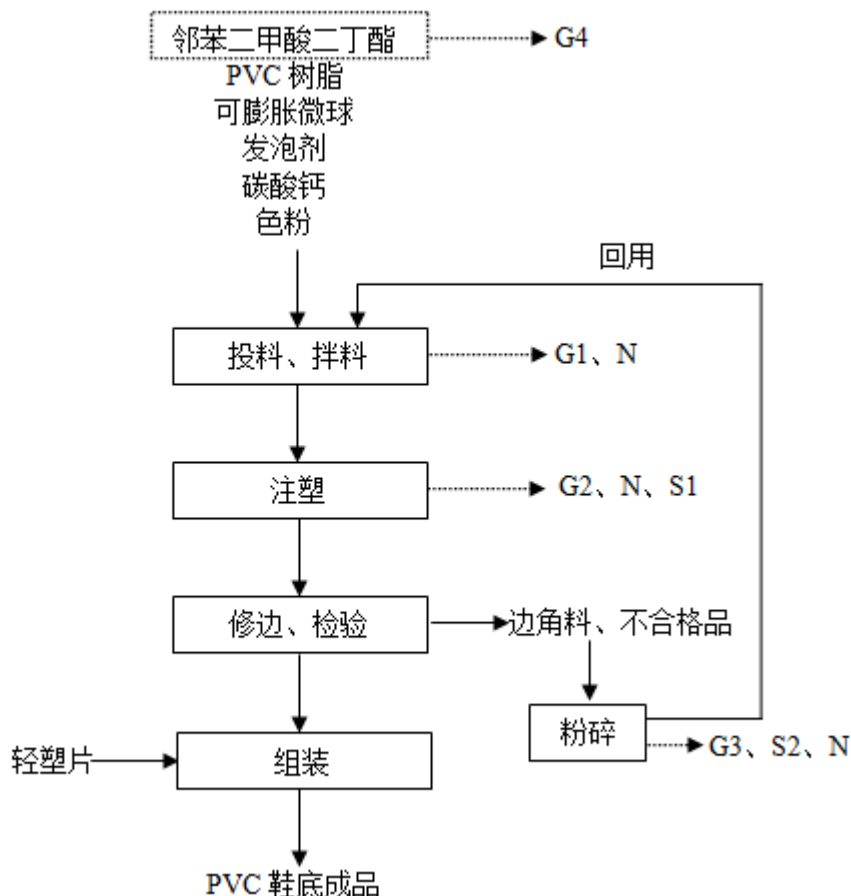 邻苯二甲酸二丁酯
G4
PVC 树脂
可膨胀微球
发泡剂
碳酸钙
色粉
回用
投料、拌料
G1、N
注塑
G2、N、S1
修边、检验
边角料、不合格品
粉碎
G3、S2、N
轻塑片
组装
PVC 鞋底成品